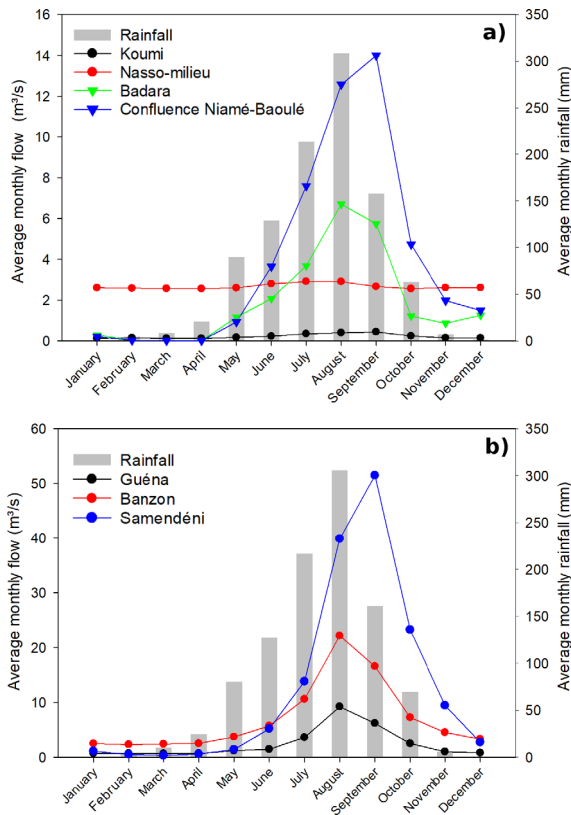 a)
Rainfall
Koumi
Nasso-milieu
Badara
Confluence Niamé-Baoulé
Average monthly flow (m³/s)
16
14
12
10
8
6
4
2
0
Average monthly rainfall (mm)
350
300
250
200
150
100
50
0
January
February
March
April
May
June
July
August
September
October
November
December
b)
Rainfall
Guéna
Banzon
Samendéni
Average monthly flow (m³/s)
60
50
40
30
20
10
0
Average monthly rainfall (mm)
350
300
250
200
150
100
50
0
January
February
March
April
May
June
July
August
September
October
November
December